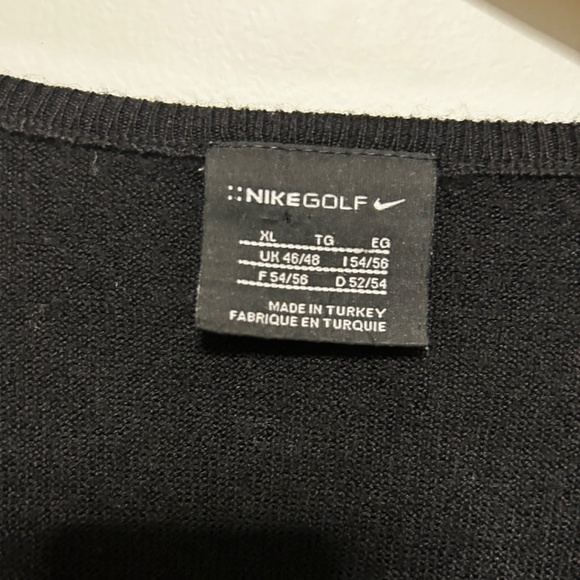 NIKEGOLF
XL TG EG
UK 46/48 I 54/56
F 54/56 D 52/54
MADE IN TURKEY
FABRIQUE EN TURQUIE